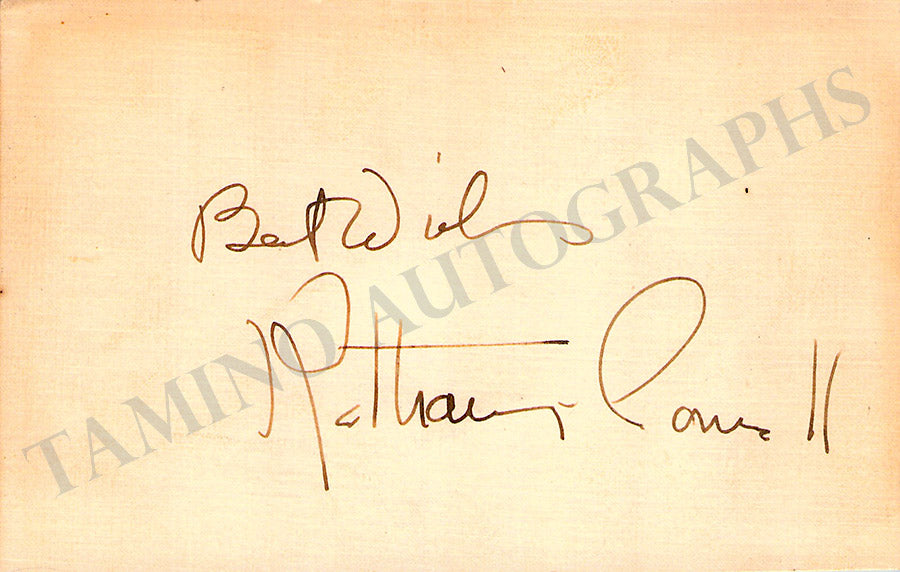 Best Wishes
Katharine Cornell
TAMINO AUTOGRAPHS